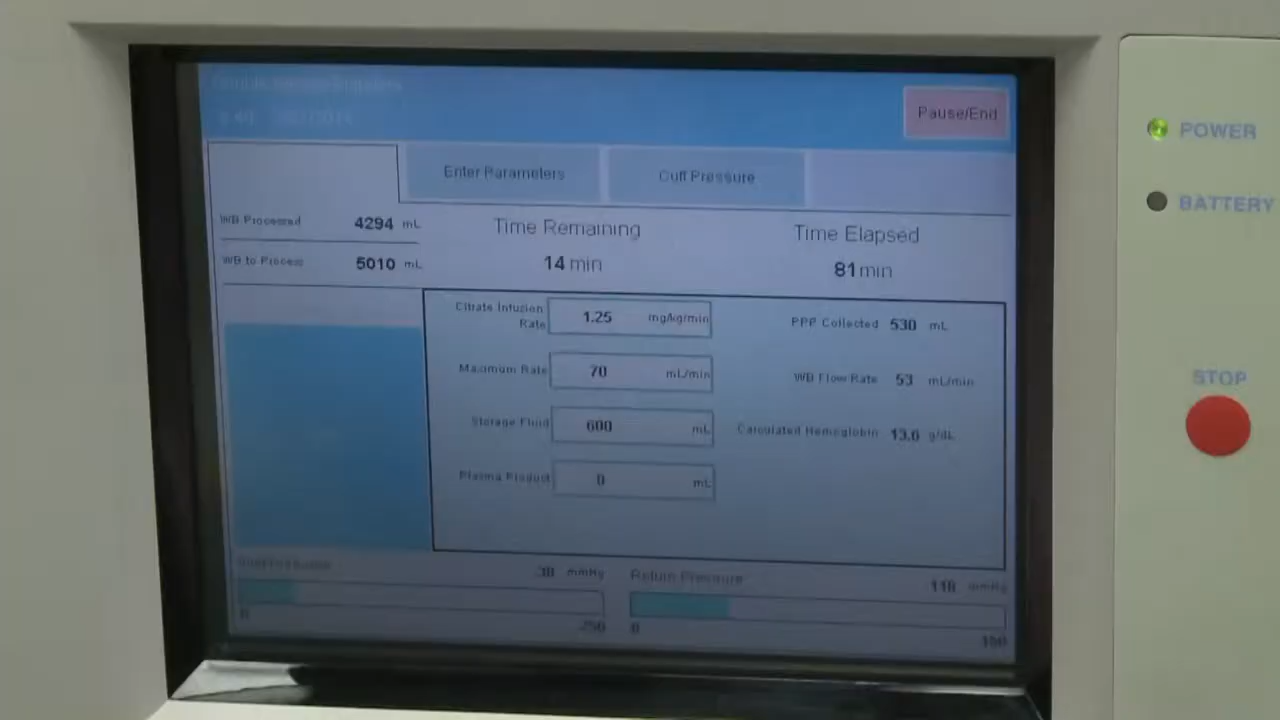 Pause/End
Enter Parameters
Cuff Pressure
WB Processed 4294 mL
WB to Process 5010 mL
Time Remaining
14 min
Time Elapsed
81 min
Citrate Infusion Rate 1.25 mg/kg/min
Maximum Rate 70 mL/min
Storage Fluid 600 mL
Plasma Product 0 mL
PPP Collected 530 mL
WB Flow Rate 53 mL/min
Calculated Hemoglobin 13.6 g/dL
38 mmHg
0 250
Return Pressure 118 mmHg
0
POWER
BATTERY
STOP